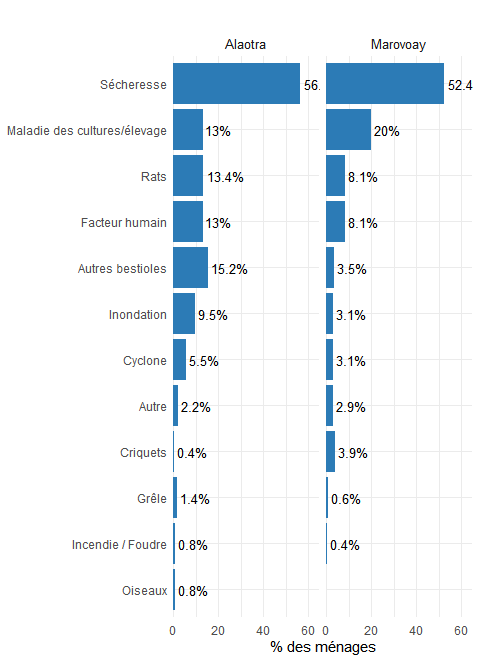 Alaotra Marovoay
Sécheresse 56. 52.4
Maladie des cultures/élevage 13% 20%
Rats 13.4% 8.1%
Facteur humain 13% 8.1%
Autres bestioles 15.2% 3.5%
Inondation 9.5% 3.1%
Cyclone 5.5% 3.1%
Autre 2.2% 2.9%
Criquets 0.4% 3.9%
Grêle 1.4% 0.6%
Incendie / Foudre 0.8% 0.4%
Oiseaux 0.8%
0 20 40 60 0 20 40 60
% des ménages